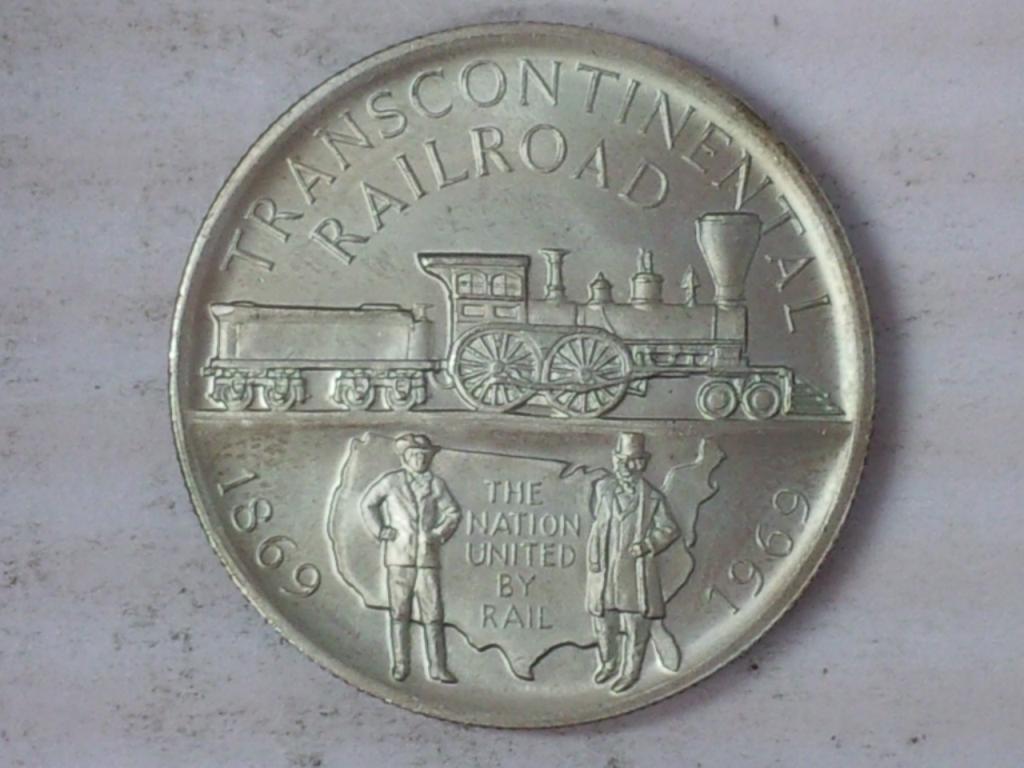 TRANSCONTINENTAL
RAILROAD
1869
THE
NATION
UNITED
BY
RAIL
1969